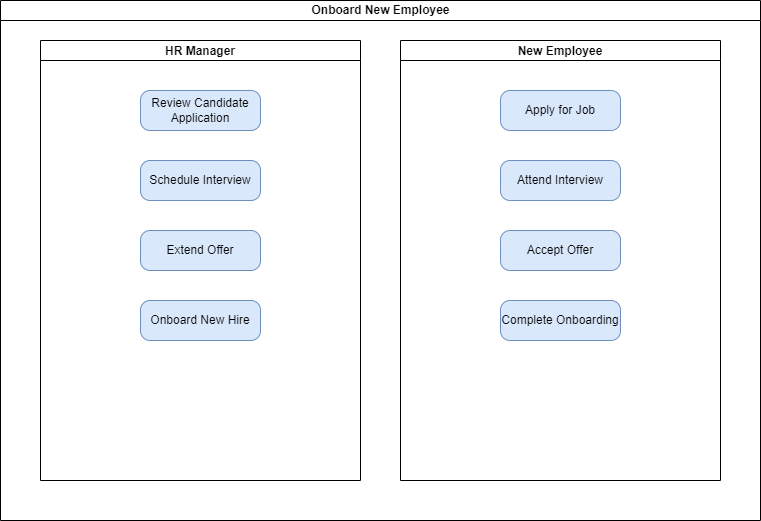 Onboard New Employee
HR Manager
Review Candidate
Application
Schedule Interview
Extend Offer
Onboard New Hire
New Employee
Apply for Job
Attend Interview
Accept Offer
Complete Onboarding